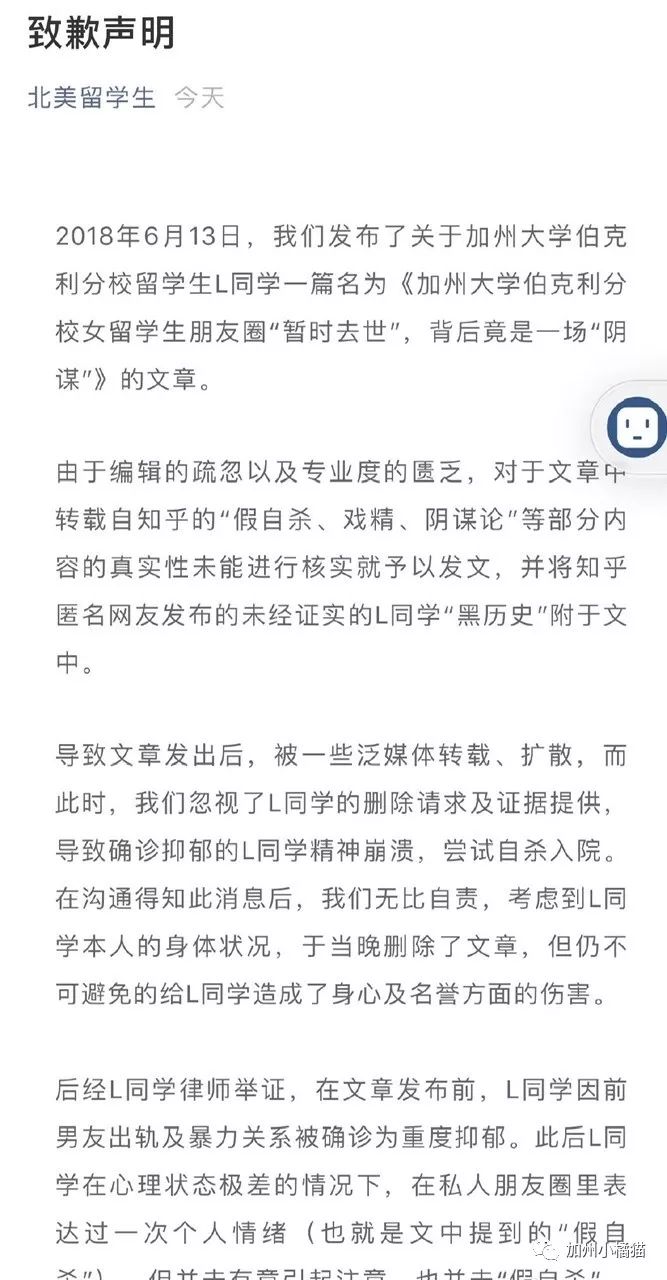 致歉声明
北美留学生 今天
2018年6月13日，我们发布了关于加州大学伯克
利分校留学生L同学一篇名为《加州大学伯克利分
校女留学生朋友圈“暂时去世”，背后竟是一场“阴
谋”》的文章。
由于编辑的疏忽以及专业度的匮乏，对于文章中
转载自知乎的“假自杀、戏精、阴谋论”等部分内
容的真实性未能进行核实就予以发文，并将知乎
匿名网友发布的未经证实的L同学“黑历史”附于文
中。
导致文章发出后，被一些泛媒体转载、扩散，而
此时，我们忽视了L同学的删除请求及证据提供，
导致确诊抑郁的L同学精神崩溃，尝试自杀入院。
在沟通得知此消息后，我们无比自责，考虑到L同
学本人的身体状况，于当晚删除了文章，但仍不
可避免的给L同学造成了身心及名誉方面的伤害。
后经L同学律师举证，在文章发布前，L同学因前
男友出轨及暴力关系被确诊为重度抑郁。此后L同
学在心理状态极差的情况下，在私人朋友圈里表
达过一次个人情绪（也就是文中提到的“假自
杀”），但并未有意引起注意，也并未“假自杀”，
加州小橘猫